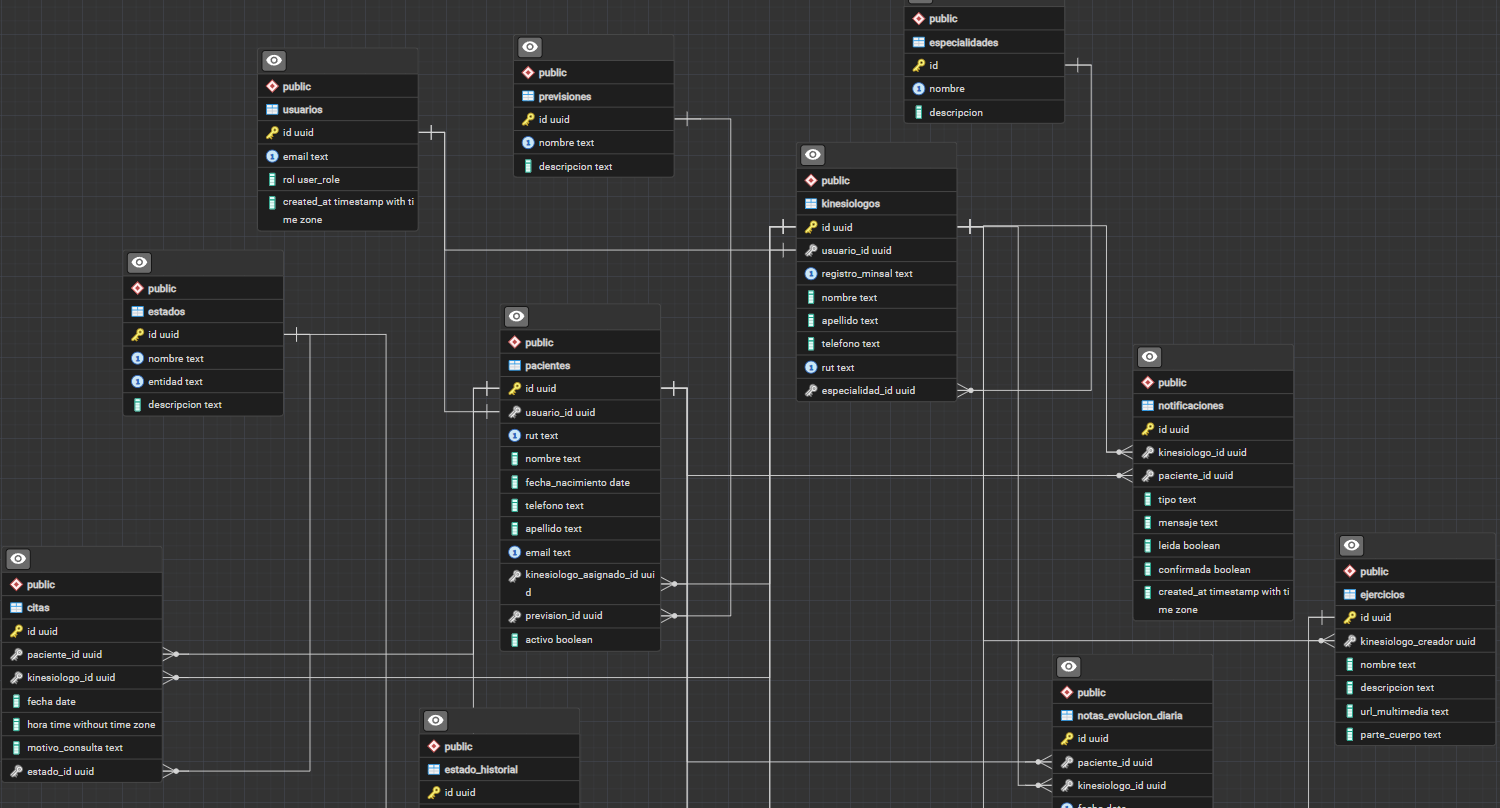 public
especialidades
id
nombre
descripcion
public
usuarios
id uuid
email text
rol user_role
created_at timestamp with ti
me zone
public
previsiones
id uuid
nombre text
descripcion text
public
kinesiologos
id uuid
usuario_id uuid
registro_minsal text
nombre text
apellido text
telefono text
rut text
especialidad_id uuid
public
estados
id uuid
nombre text
entidad text
descripcion text
public
pacientes
id uuid
usuario_id uuid
rut text
nombre text
fecha_nacimiento date
telefono text
apellido text
email text
kinesiologo_asignado_id uui
d
prevision_id uuid
activo boolean
public
notificaciones
id uuid
kinesiologo_id uuid
paciente_id uuid
tipo text
mensaje text
leida boolean
confirmada boolean
created_at timestamp with ti
me zone
public
citas
id uuid
paciente_id uuid
kinesiologo_id uuid
fecha date
hora time without time zone
motivo_consulta text
estado_id uuid
public
ejercicios
id uuid
kinesiologo_creador uuid
nombre text
descripcion text
url_multimedia text
parte_cuerpo text
public
estado_historial
id uuid
public
notas_evolucion_diaria
id uuid
paciente_id uuid
kinesiologo_id uuid